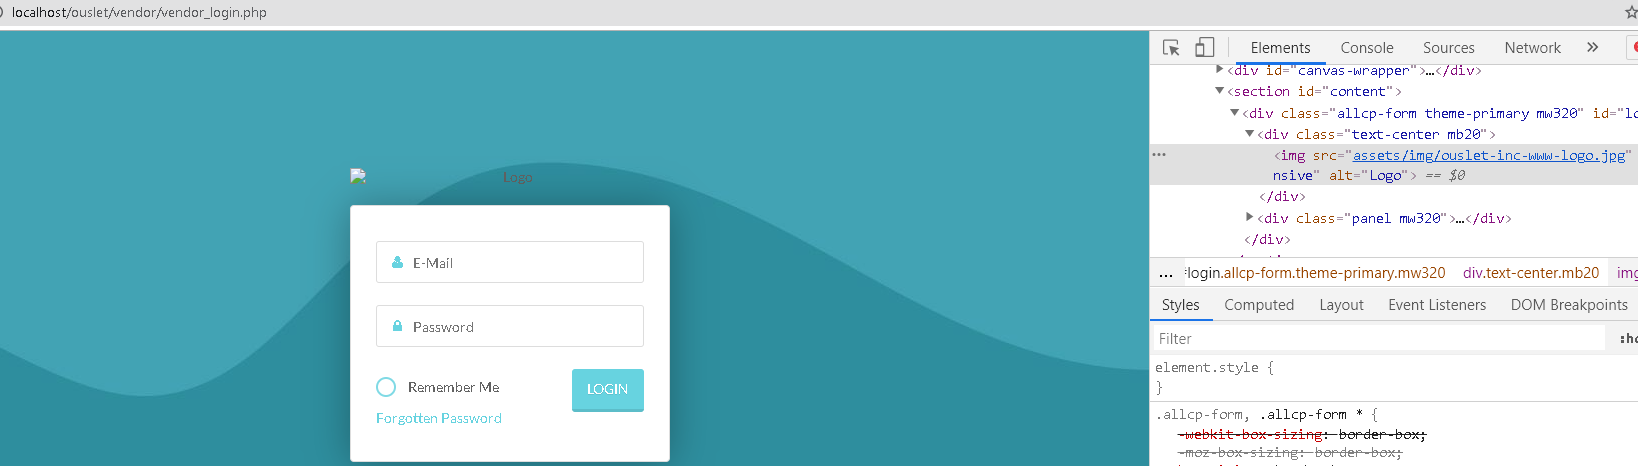 localhost/ouslet/vendor/vendor_login.php
Logo
E-Mail
Password
Remember Me
LOGIN
Forgotten Password
Elements Console Sources Network »
<div id="canvas-wrapper">…</div>
<section id="content">
<div class="allcp-form theme-primary mw320" id="lo
<div class="text-center mb20">
<img src="assets/img/ouslet-inc-www-logo.jpg"
nsive" alt="Logo"> == $0
</div>
<div class="panel mw320">…</div>
</div>
... #login.allcp-form.theme-primary.mw320 div.text-center.mb20 img
Styles Computed Layout Event Listeners DOM Breakpoints
Filter :ho
element.style {
}
.allcp-form, .allcp-form * {
-webkit-box-sizing: border-box;
-moz-box-sizing: border-box;